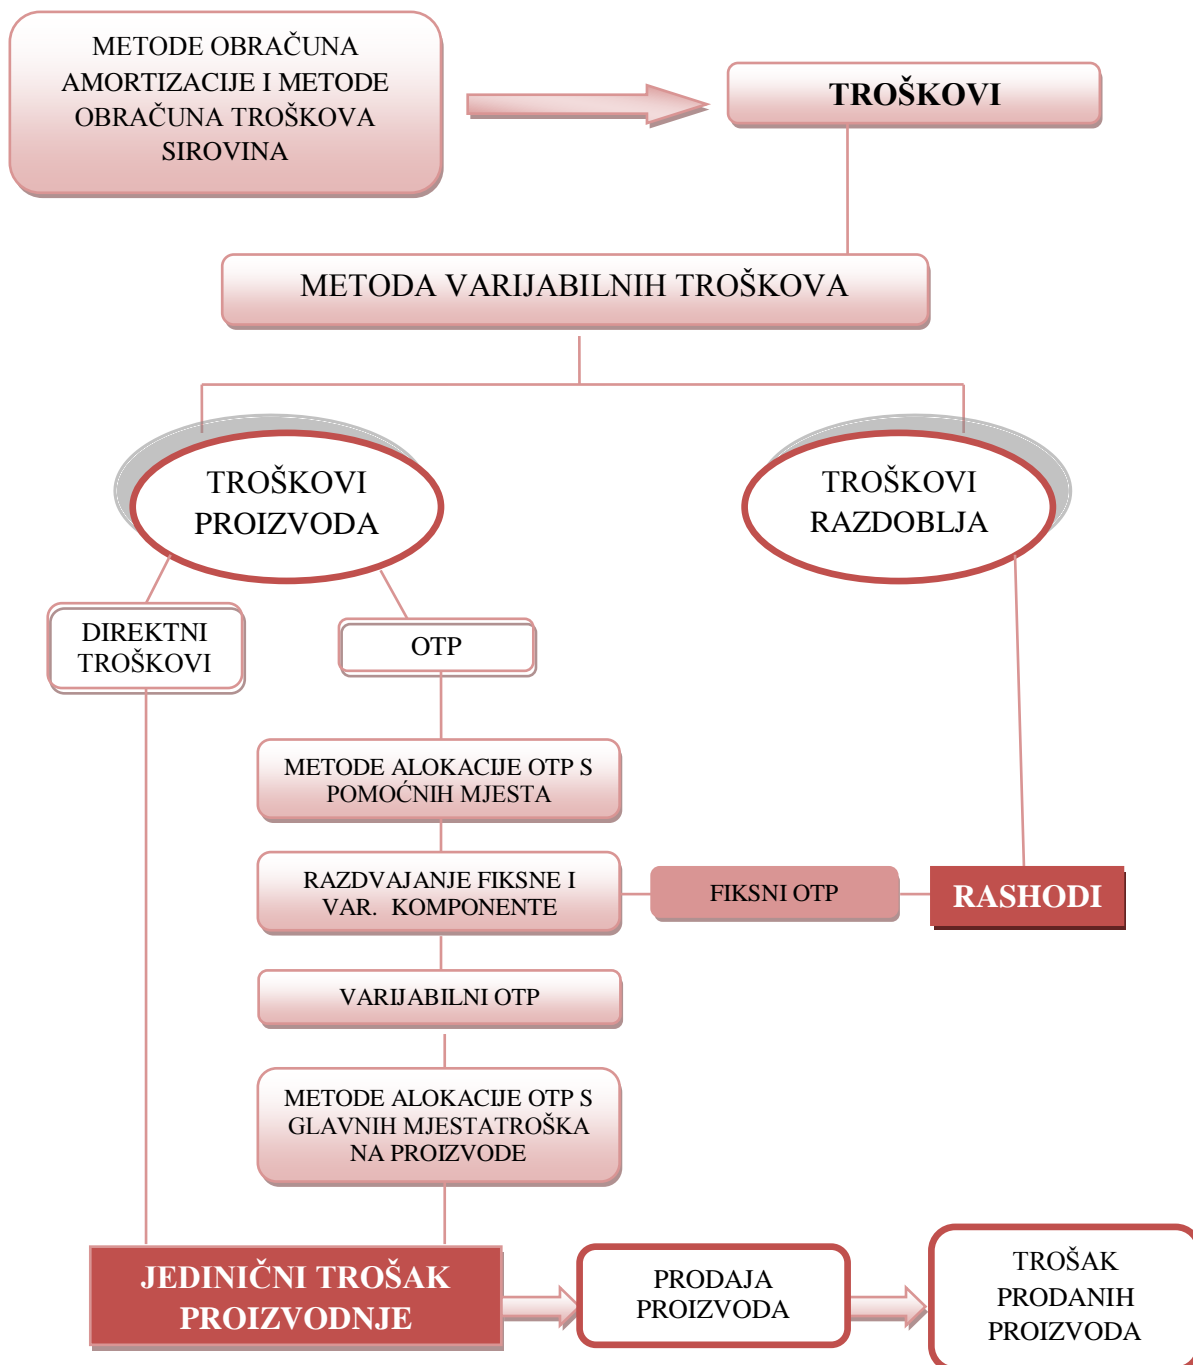 METODE OBRAČUNA
AMORTIZACIJE I METODE
OBRAČUNA TROŠKOVA
SIROVINA
TROŠKOVI
METODA VARIJABILNIH TROŠKOVA
TROŠKOVI
PROIZVODA
TROŠKOVI
RAZDOBLJA
DIREKTNI
TROŠKOVI
OTP
METODE ALOKACIJE OTP S
POMOĆNIH MJESTA
RAZDVAJANJE FIKSNE I
VAR. KOMPONENTE
FIKSNI OTP
RASHODI
VARIJABILNI OTP
METODE ALOKACIJE OTP S
GLAVNIH MJESTATROŠKA
NA PROIZVODE
JEDINIČNI TROŠAK
PROIZVODNJE
PRODAJA
PROIZVODA
TROŠAK
PRODANIH
PROIZVODA